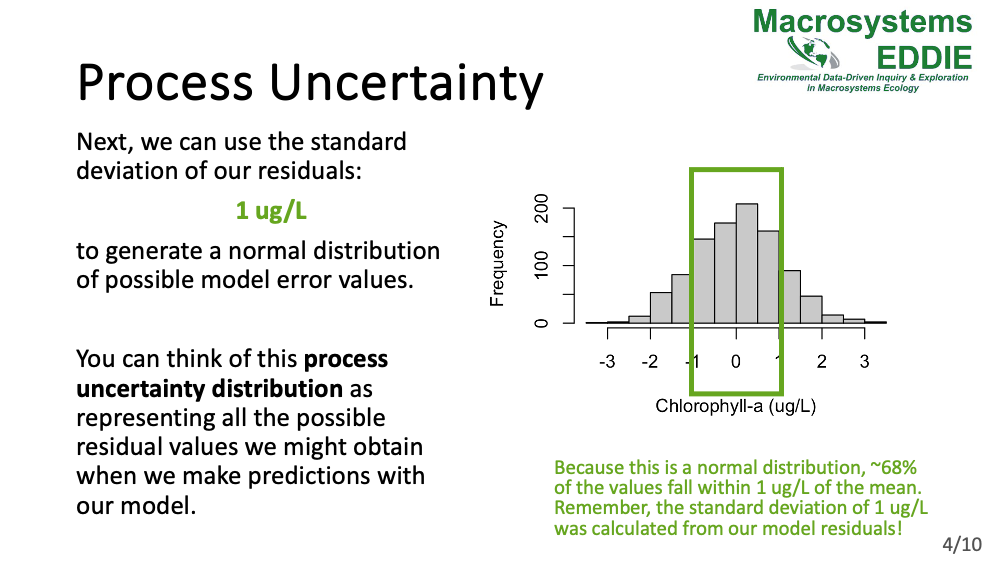 Macrosystems
EDDIE
Environmental Data-Driven Inquiry & Exploration
in Macrosystems Ecology
Process Uncertainty
Next, we can use the standard
deviation of our residuals:
1 ug/L
to generate a normal distribution
of possible model error values.
You can think of this process
uncertainty distribution as
representing all the possible
residual values we might obtain
when we make predictions with
our model.
Frequency
200
100
0
-3 -2 -1 0 1 2 3
Chlorophyll-a (ug/L)
Because this is a normal distribution, ~68%
of the values fall within 1 ug/L of the mean.
Remember, the standard deviation of 1 ug/L
was calculated from our model residuals!
4/10